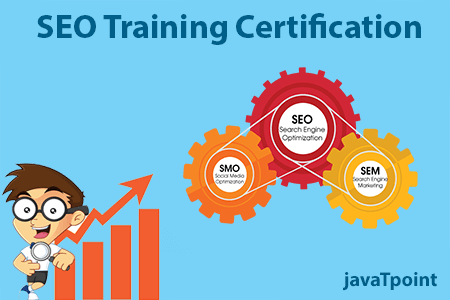 SEO Training Certification
SEO
Search Engine
Optimization
SMO
Social Media
Optimization
SEM
Search Engine
Marketing
javaTpoint